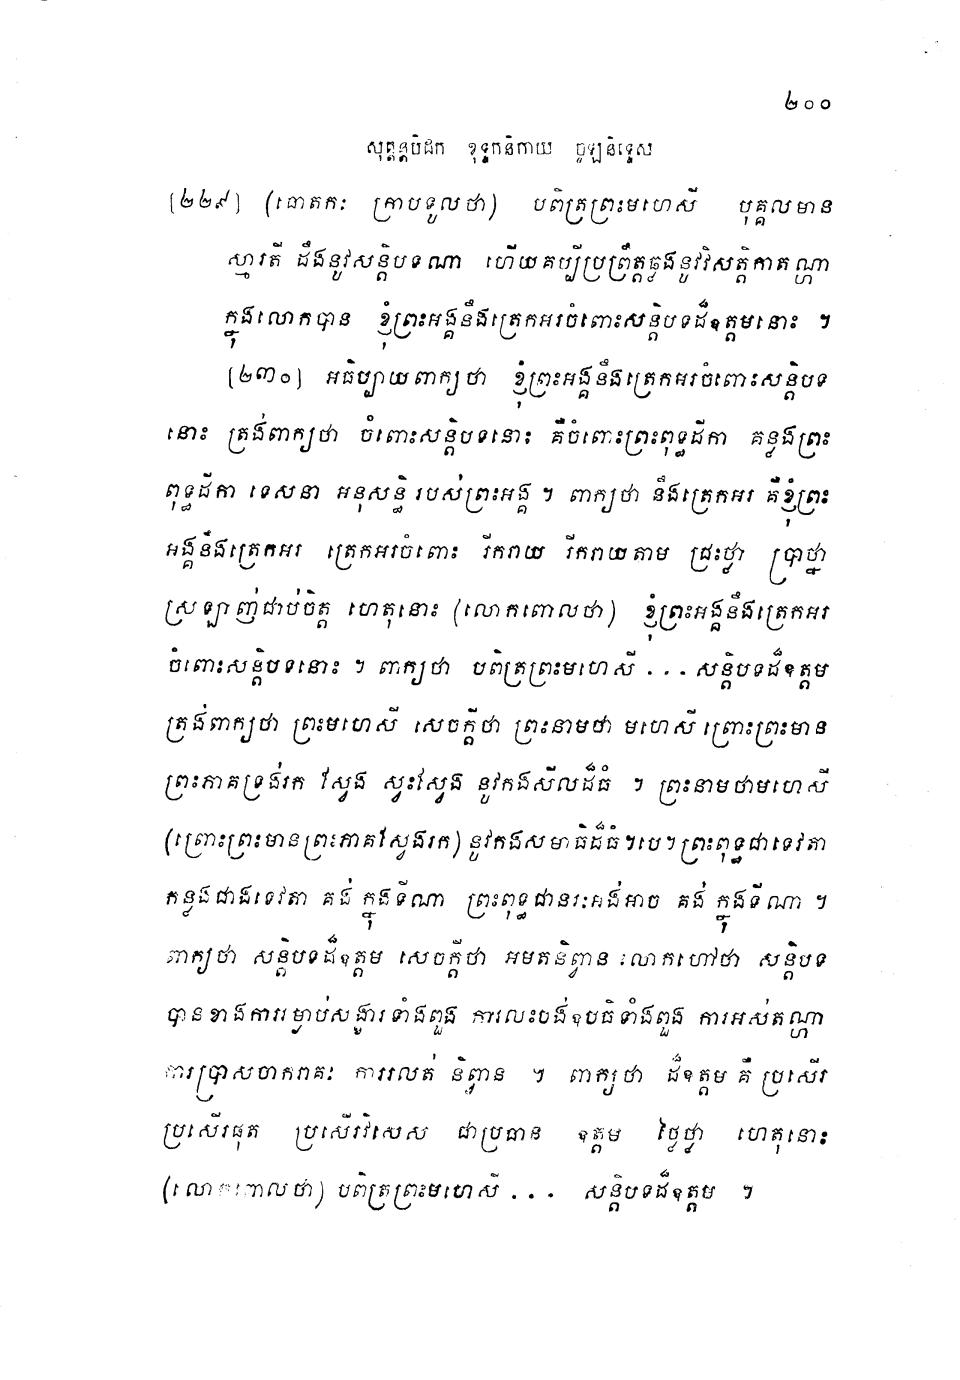 ២០០
សុត្តន្តបិដក ខុទ្ទកនិកាយ ចូឡនិទ្ទេស
[២២៩] (ធោតកៈ ក្រាបទូលថា) បពិត្រព្រះមហេសី បុគ្គលមាន
ស្មារតី ដឹងនូវសន្តិបទណា ហើយគប្បីប្រព្រឹត្តឆ្លងនូវវិសត្តិកាតណ្ហា
ក្នុងលោកបាន ខ្ញុំព្រះអង្គនឹងត្រេកអរចំពោះសន្តិបទដ៏ឧត្តមនោះ ។
[២៣០] អធិប្បាយពាក្យថា ខ្ញុំព្រះអង្គនឹងត្រេកអរចំពោះសន្តិបទ
នោះ ត្រង់ពាក្យថា ចំពោះសន្តិបទនោះ គឺចំពោះព្រះពុទ្ធដីកា គន្លងព្រះ
ពុទ្ធដីកា ទេសនា អនុសន្ធិ របស់ព្រះអង្គ ។ ពាក្យថា នឹងត្រេកអរ គឺខ្ញុំព្រះ
អង្គនឹងត្រេកអរ ត្រេកអរចំពោះ រីករាយ រីករាយតាម ជ្រះថ្លា ប្រាថ្នា
ស្រឡាញ់ជាប់ចិត្ត ហេតុនោះ (លោកពោលថា) ខ្ញុំព្រះអង្គនឹងត្រេកអរ
ចំពោះសន្តិបទនោះ ។ ពាក្យថា បពិត្រព្រះមហេសី ... សន្តិបទដ៏ឧត្តម
ត្រង់ពាក្យថា ព្រះមហេសី សេចក្តីថា ព្រះនាមថា មហេសី ព្រោះព្រះមាន
ព្រះភាគទ្រង់រក ស្វែង ស្វះស្វែង នូវកងសីលដ៏ធំ ។ ព្រះនាមថាមហេសី
(ព្រោះព្រះមានព្រះភាគស្វែងរក) នូវកងសមាធិដ៏ធំ។បេ។ ព្រះពុទ្ធជាទេវតា
កន្លងជាងទេវតា គង់ ក្នុងទីណា ព្រះពុទ្ធជានរៈអង់អាច គង់ ក្នុងទីណា ។
ពាក្យថា សន្តិបទដ៏ឧត្តម សេចក្តីថា អមតនិព្វាន លោកហៅថា សន្តិបទ
បានខាងការរម្ងាប់សង្ខារទាំងពួង ការលះបង់ឧបធិទាំងពួង ការអស់តណ្ហា
ការប្រាសចាករាគៈ ការរលត់ និព្វាន ។ ពាក្យថា ដ៏ឧត្តម គឺ ប្រសើរ
ប្រសើរផុត ប្រសើរវិសេស ជាប្រធាន ឧត្តម ថ្លៃថ្លា ហេតុនោះ
(លោកពោលថា) បពិត្រព្រះមហេសី ... សន្តិបទដ៏ឧត្តម ។